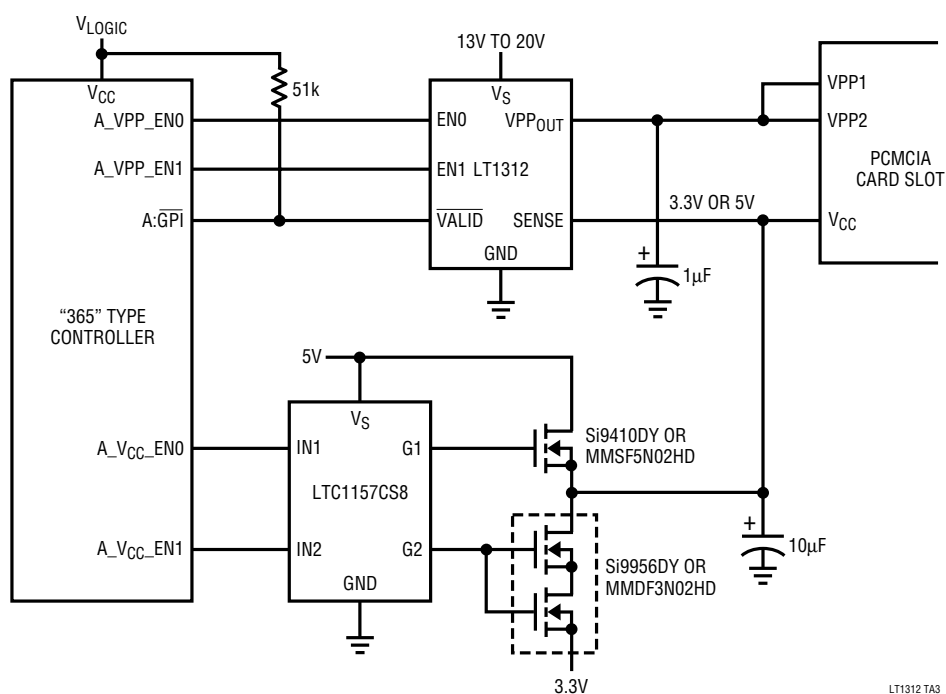 VLOGIC
13V TO 20V
VCC
51k
VS
VPP1
A_VPP_EN0
EN0
VPPOUT
VPP2
A_VPP_EN1
EN1 LT1312
PCMCIA
CARD SLOT
3.3V OR 5V
A:GPI
VALID
SENSE
VCC
GND
+
1µF
"365" TYPE
CONTROLLER
5V
VS
Si9410DY OR
MMSF5N02HD
A_VCC_EN0
IN1
G1
LTC1157CS8
+
10µF
A_VCC_EN1
IN2
G2
Si9956DY OR
MMDF3N02HD
GND
3.3V
LT1312 TA3